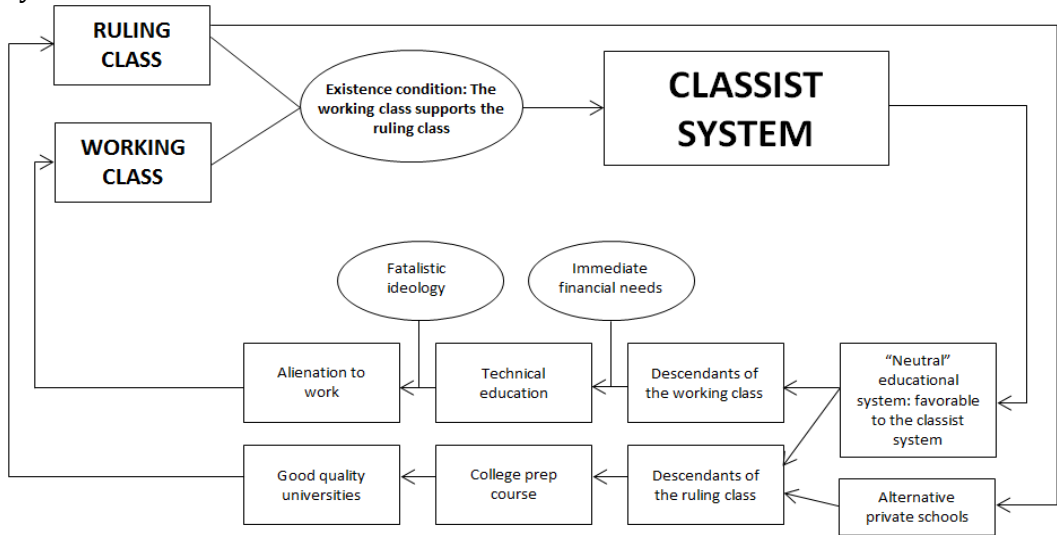 RULING
CLASS
Existence condition: The
working class supports the
ruling class
CLASSIST
SYSTEM
WORKING
CLASS
Fatalistic
ideology
Immediate
financial needs
Alienation to
work
Technical
education
Descendants of
the working class
“Neutral”
educational
system: favorable
to the classist
system
Good quality
universities
College prep
course
Descendants
of the ruling class
Alternative
private schools